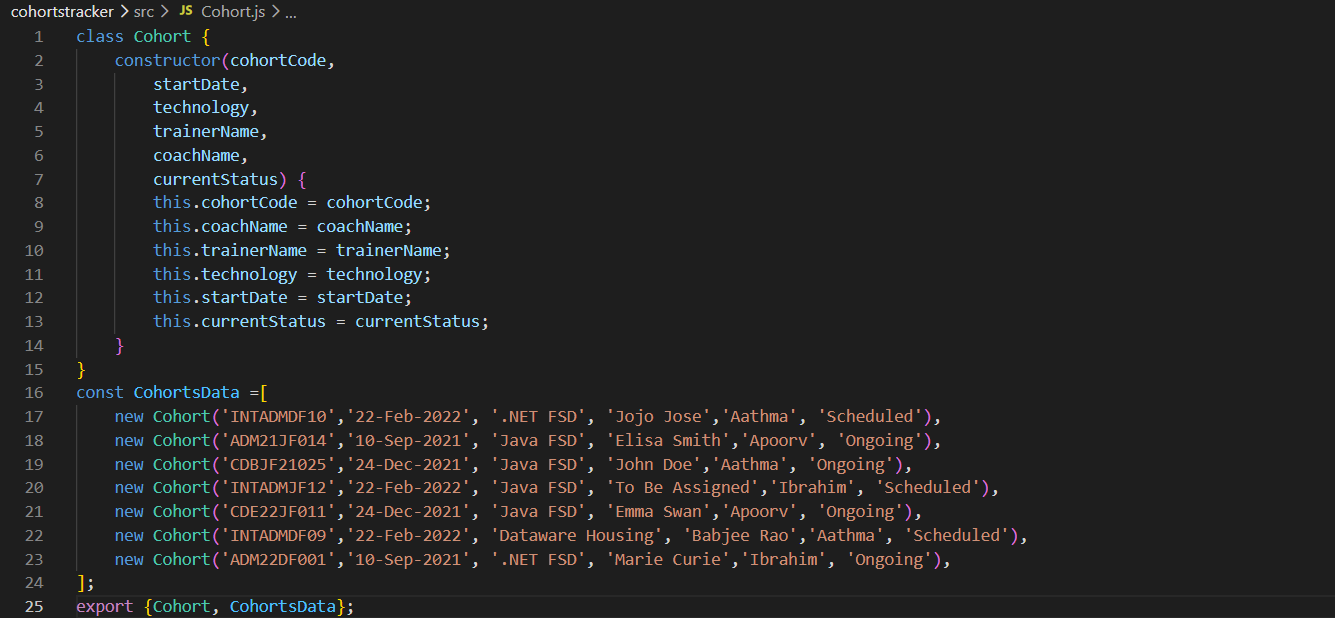 cohortstracker > src > JS Cohort.js > ...
1 class Cohort {
2     constructor(cohortCode,
3         startDate,
4         technology,
5         trainerName,
6         coachName,
7         currentStatus) {
8         this.cohortCode = cohortCode;
9         this.coachName = coachName;
10         this.trainerName = trainerName;
11         this.technology = technology;
12         this.startDate = startDate;
13         this.currentStatus = currentStatus;
14     }
15 }
16 const CohortsData =[
17     new Cohort('INTADMDF10','22-Feb-2022', '.NET FSD', 'Jojo Jose','Aathma', 'Scheduled'),
18     new Cohort('ADM21JF014','10-Sep-2021', 'Java FSD', 'Elisa Smith','Apoorv', 'Ongoing'),
19     new Cohort('CDBJF21025','24-Dec-2021', 'Java FSD', 'John Doe','Aathma', 'Ongoing'),
20     new Cohort('INTADMJF12','22-Feb-2022', 'Java FSD', 'To Be Assigned','Ibrahim', 'Scheduled'),
21     new Cohort('CDE22JF011','24-Dec-2021', 'Java FSD', 'Emma Swan','Apoorv', 'Ongoing'),
22     new Cohort('INTADMDF09','22-Feb-2022', 'Dataware Housing', 'Babjee Rao','Aathma', 'Scheduled'),
23     new Cohort('ADM22DF001','10-Sep-2021', '.NET FSD', 'Marie Curie','Ibrahim', 'Ongoing'),
24 ];
25 export {Cohort, CohortsData};